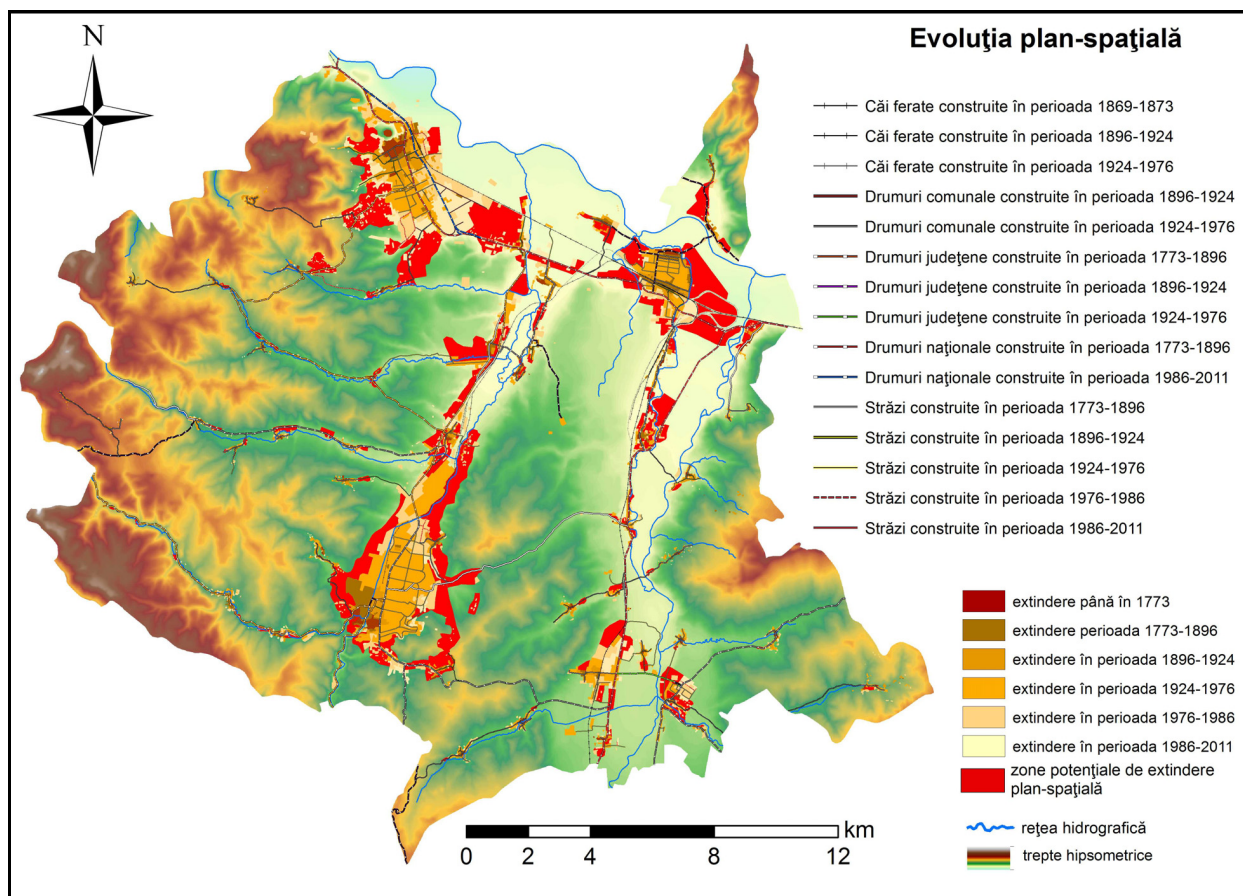 Evoluţia plan-spaţială
N
Căi ferate construite în perioada 1869-1873
Căi ferate construite în perioada 1896-1924
Căi ferate construite în perioada 1924-1976
Drumuri comunale construite în perioada 1896-1924
Drumuri comunale construite în perioada 1924-1976
Drumuri judeţene construite în perioada 1773-1896
Drumuri judeţene construite în perioada 1896-1924
Drumuri judeţene construite în perioada 1924-1976
Drumuri naţionale construite în perioada 1773-1896
Drumuri naţionale construite în perioada 1986-2011
Străzi construite în perioada 1773-1896
Străzi construite în perioada 1896-1924
Străzi construite în perioada 1924-1976
Străzi construite în perioada 1976-1986
Străzi construite în perioada 1986-2011
extindere până în 1773
extindere perioada 1773-1896
extindere în perioada 1896-1924
extindere în perioada 1924-1976
extindere în perioada 1976-1986
extindere în perioada 1986-2011
zone potenţiale de extindere
plan-spaţială
reţea hidrografică
trepte hipsometrice
km
0 2 4 8 12